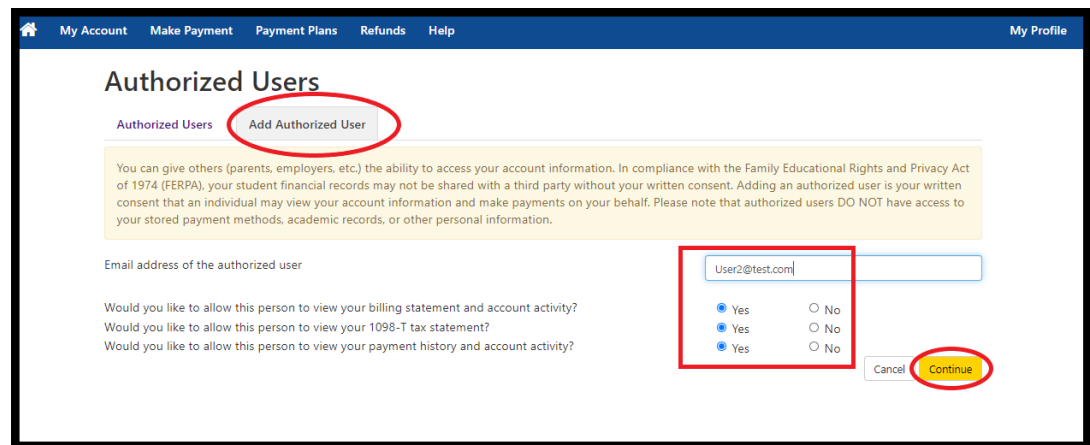 My Account Make Payment Payment Plans Refunds Help My Profile
Authorized Users
Authorized Users Add Authorized User
You can give others (parents, employers, etc.) the ability to access your account information. In compliance with the Family Educational Rights and Privacy Act
of 1974 (FERPA), your student financial records may not be shared with a third party without your written consent. Adding an authorized user is your written
consent that an individual may view your account information and make payments on your behalf. Please note that authorized users DO NOT have access to
your stored payment methods, academic records, or other personal information.
Email address of the authorized user User2@test.com
Would you like to allow this person to view your billing statement and account activity? Yes No
Would you like to allow this person to view your 1098-T tax statement? Yes No
Would you like to allow this person to view your payment history and account activity? Yes No
Cancel Continue